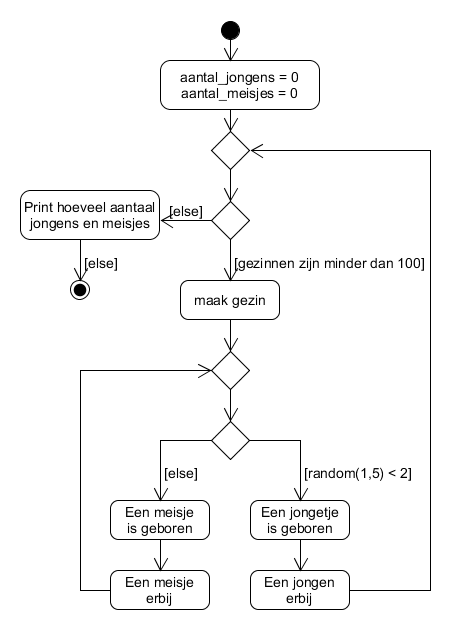 aantal_jongens = 0
aantal_meisjes = 0
Print hoeveel aantaal
jongens en meisjes
[else]
[else]
[gezinnen zijn minder dan 100]
maak gezin
[else]
[random(1,5) < 2]
Een meisje
is geboren
Een jongetje
is geboren
Een meisje
erbij
Een jongen
erbij